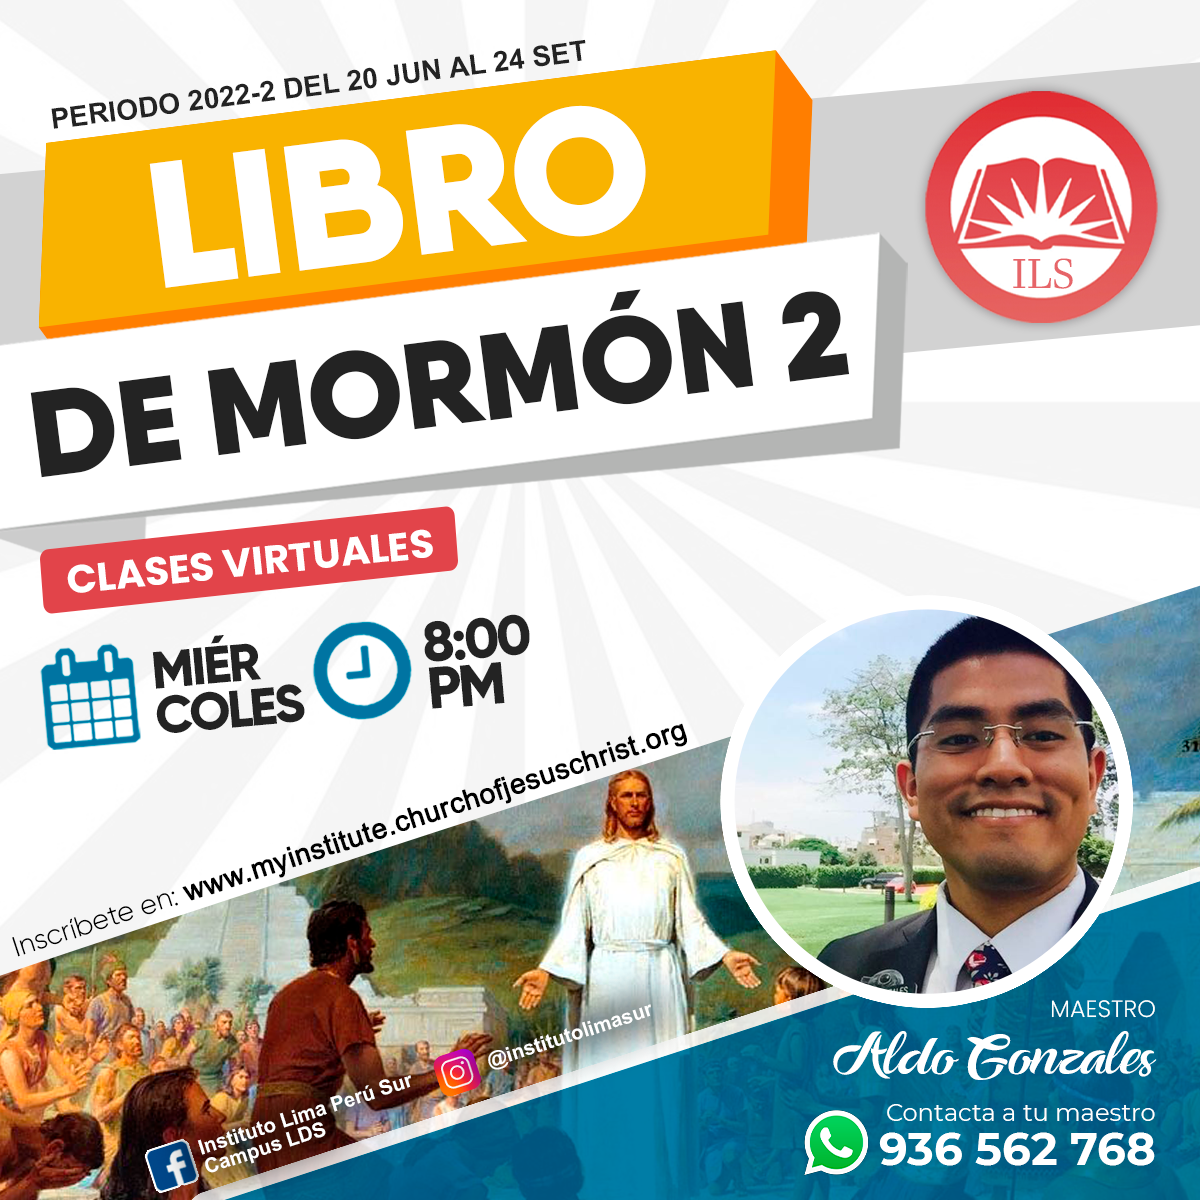 PERIODO 2022-2 DEL 20 JUN AL 24 SET
LIBRO
DE MORMÓN 2
ILS
CLASES VIRTUALES
MIÉR
COLES
8:00
PM
Inscríbete en: www.myinstitute.churchofjesuschrist.org
MAESTRO
Aldo Gonzales
Contacta a tu maestro
936 562 768
@institutolimasur
Instituto Lima Perú Sur
Campus LDS